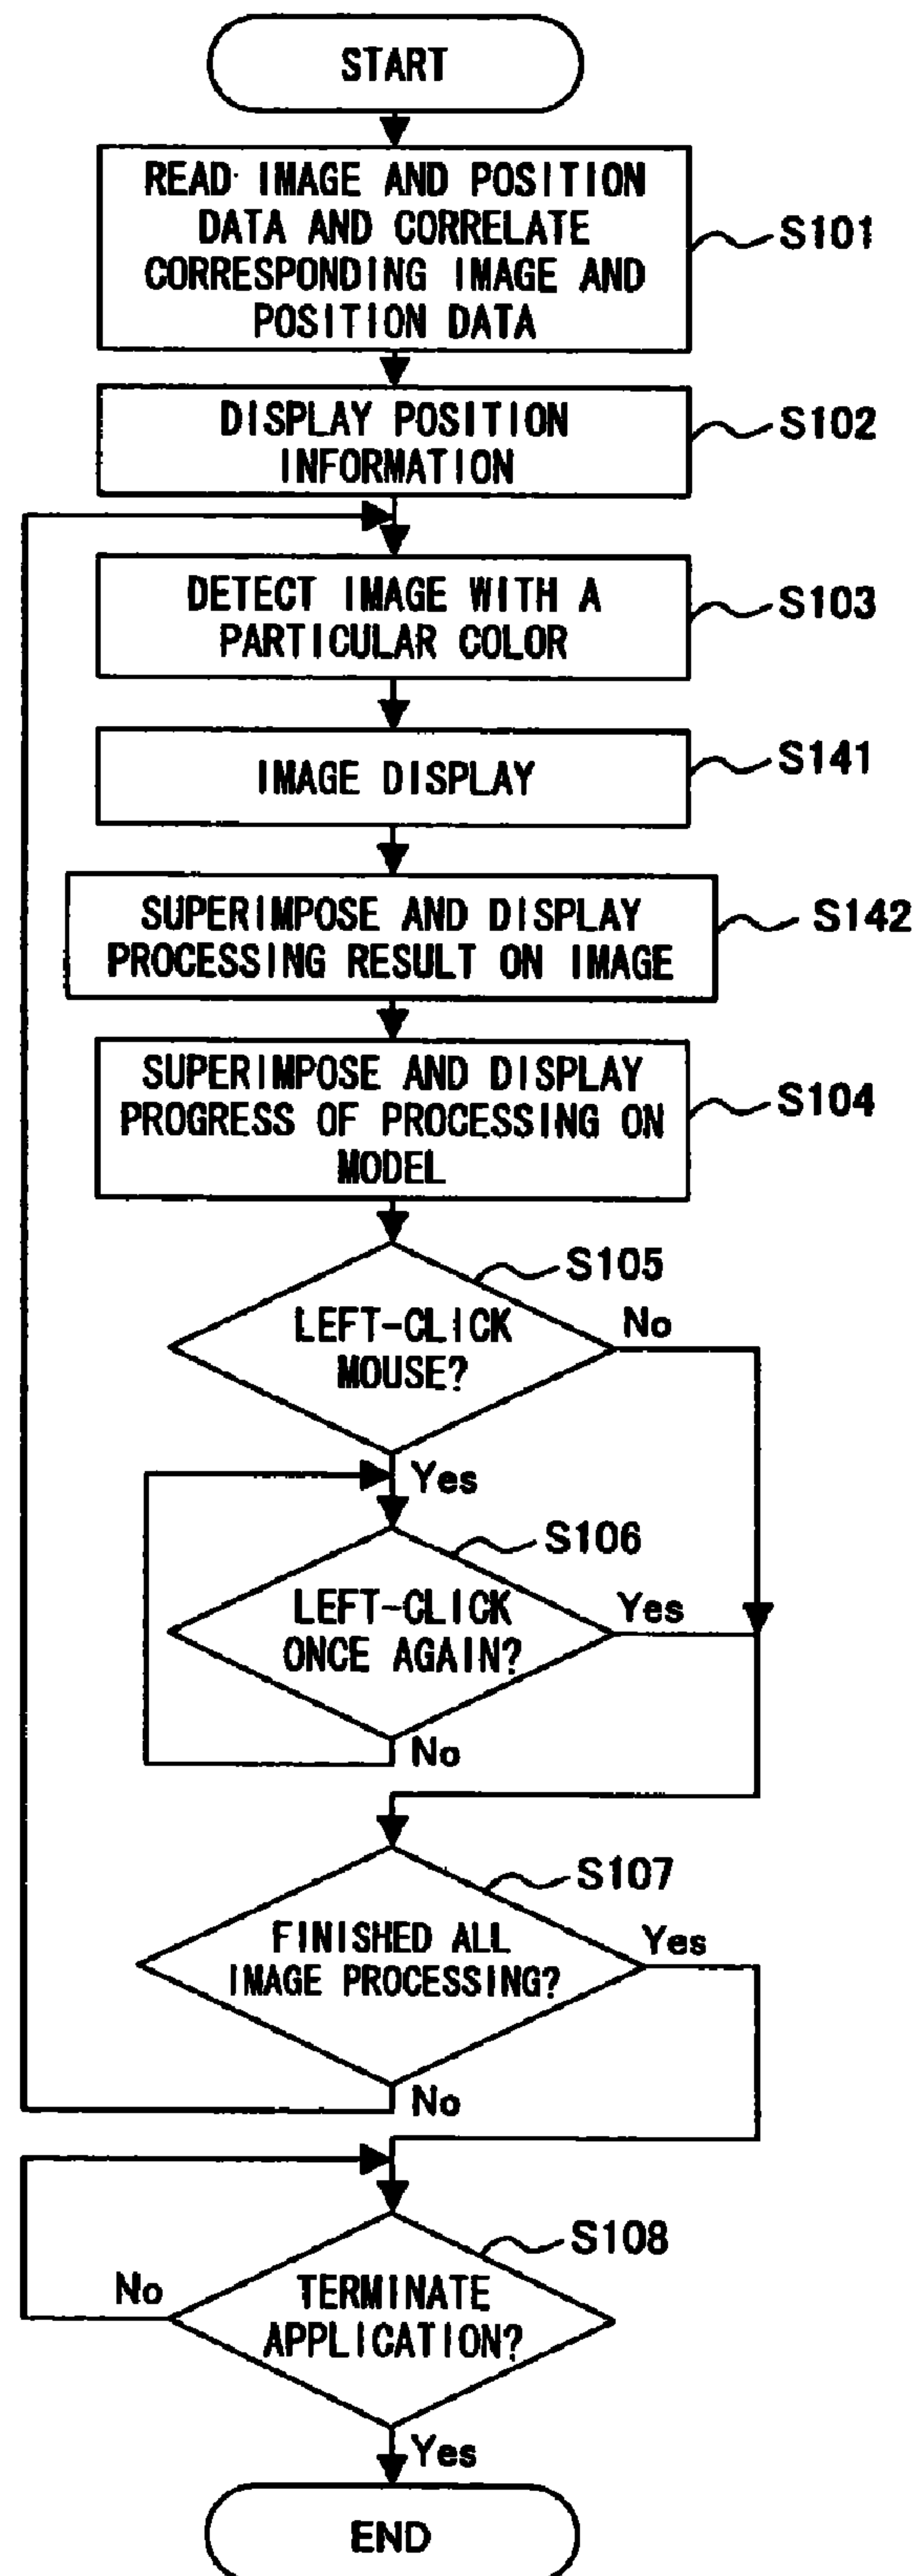 START
READ IMAGE AND POSITION
DATA AND CORRELATE
CORRESPONDING IMAGE AND
POSITION DATA
S101
DISPLAY POSITION
INFORMATION
S102
DETECT IMAGE WITH A
PARTICULAR COLOR
S103
IMAGE DISPLAY
S141
SUPERIMPOSE AND DISPLAY
PROCESSING RESULT ON IMAGE
S142
SUPERIMPOSE AND DISPLAY
PROGRESS OF PROCESSING ON
MODEL
S104
S105
LEFT-CLICK
MOUSE?
No
Yes
S106
LEFT-CLICK
ONCE AGAIN?
Yes
No
S107
FINISHED ALL
IMAGE PROCESSING?
Yes
No
S108
TERMINATE
APPLICATION?
No
Yes
END